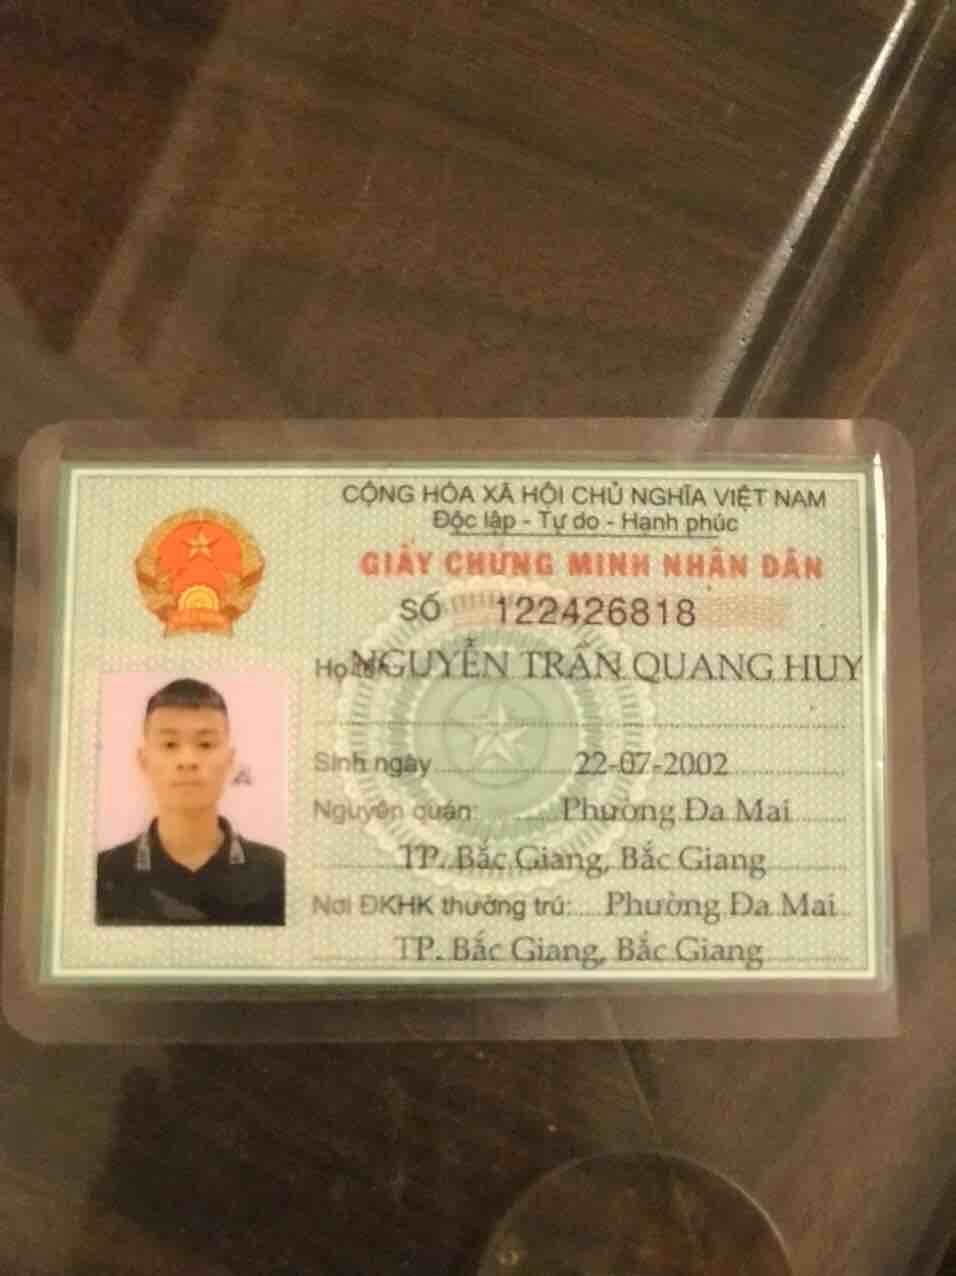 CỘNG HÒA XÃ HỘI CHỦ NGHĨA VIỆT NAM
Độc lập - Tự do - Hạnh phúc
GIẤY CHỨNG MINH NHÂN DÂN
SỐ 122426818
Họ tên NGUYỄN TRẦN QUANG HUY
Sinh ngày 22-07-2002
Nguyên quán: Phường Đa Mai
TP. Bắc Giang, Bắc Giang
Nơi ĐKHK thường trú: Phường Đa Mai
TP. Bắc Giang, Bắc Giang